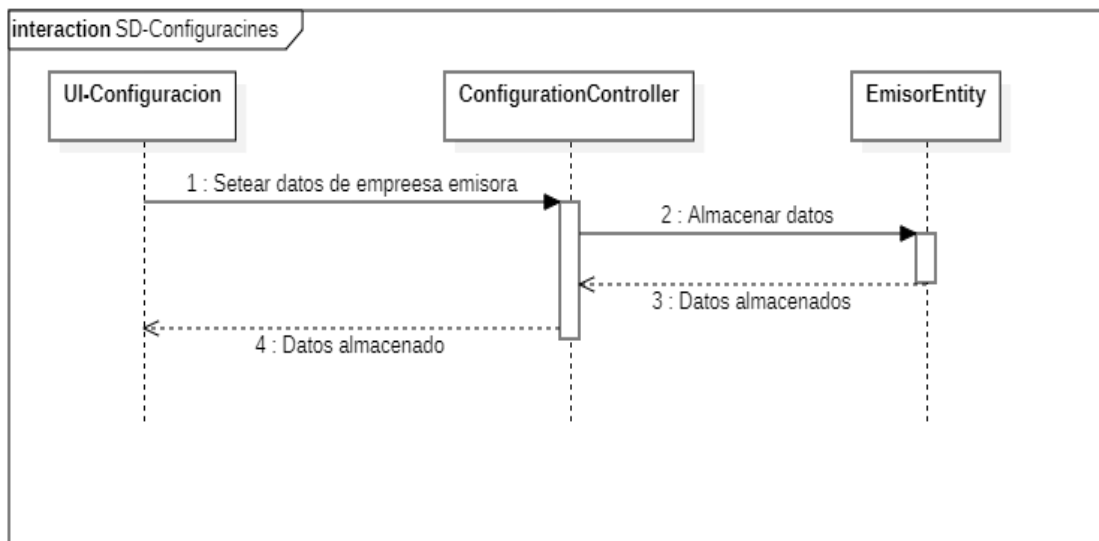 interaction SD-Configuracines
UI-Configuracion
ConfigurationController
EmisorEntity
1 : Setear datos de empreesa emisora
2 : Almacenar datos
3 : Datos almacenados
4 : Datos almacenado